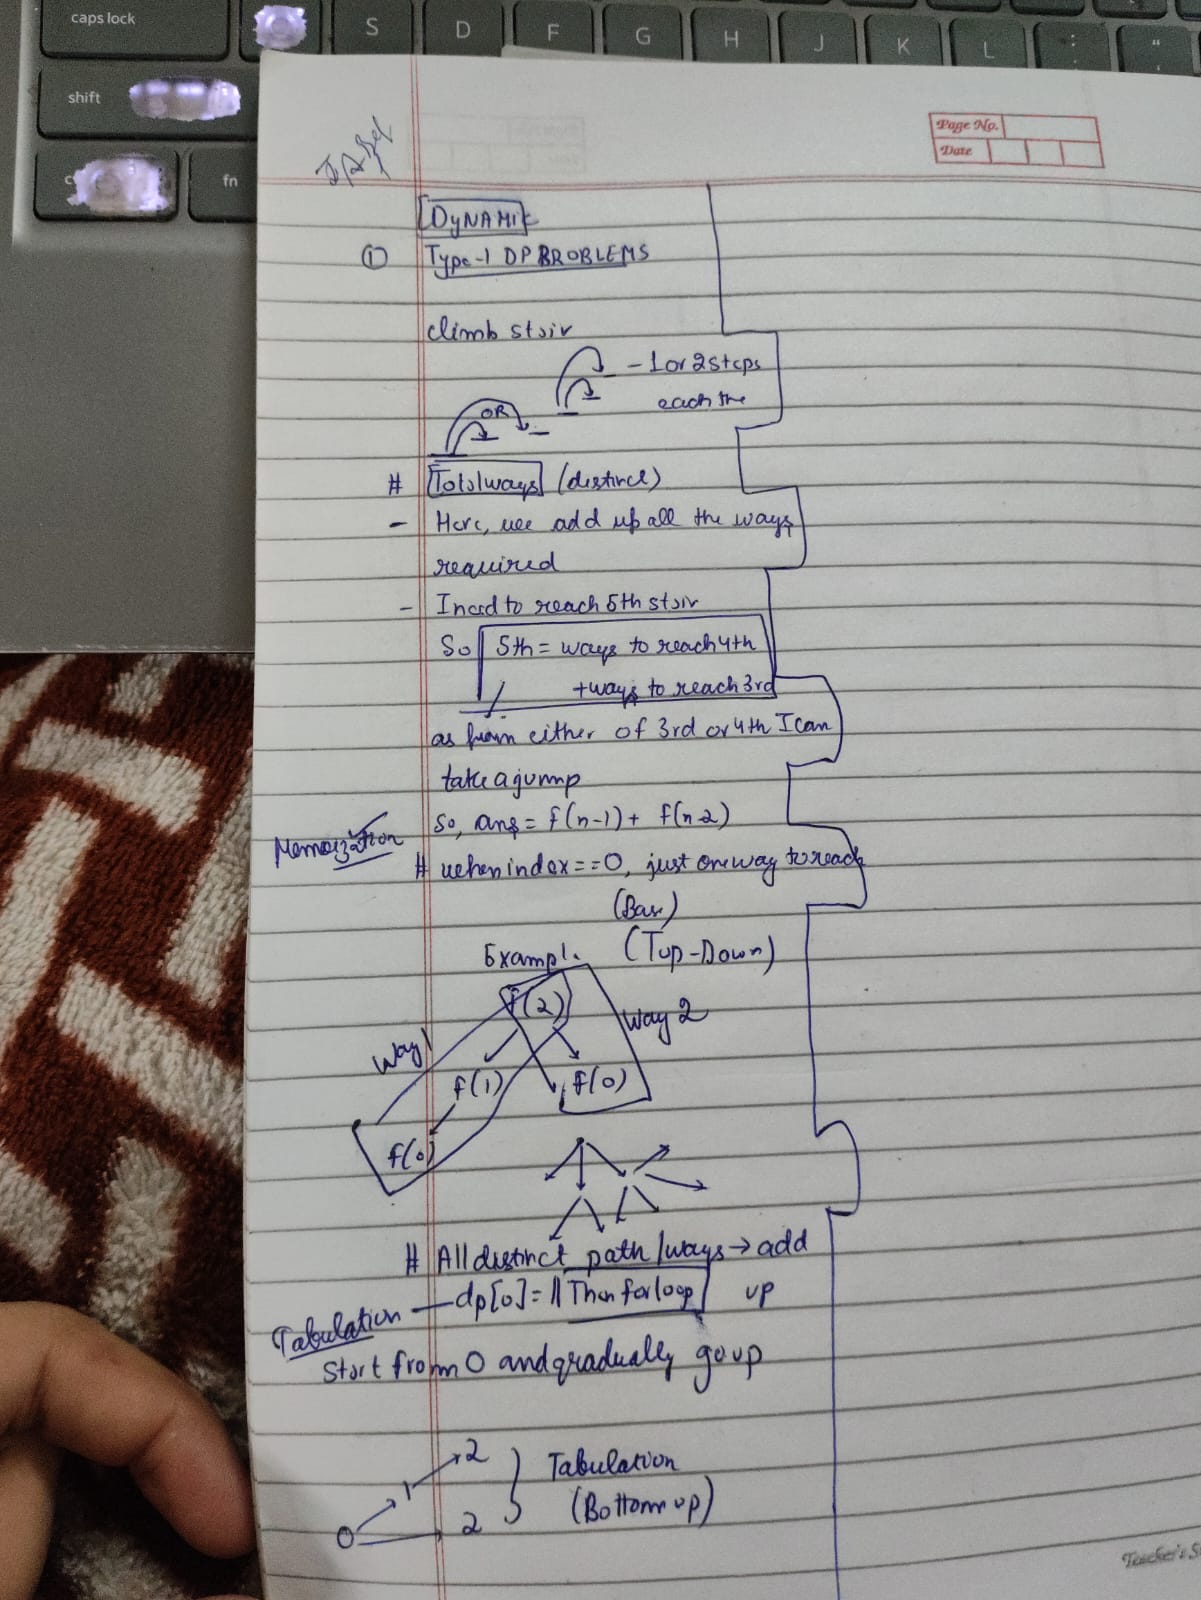 caps lock
S D F G H J K L : "
shift
fn
Page No.
Date
DYNAMIC
① Type-1 DP PROBLEMS
climb stair
- 1 or 2 steps
each the
OR
# Total ways (distinct)
- Here, we add up all the ways
required
- I need to reach 5th stair
So 5th = ways to reach 4th
+ ways to reach 3rd
as from either of 3rd or 4th I can
take a jump
So, ans = f(n-1) + f(n-2)
Memoization
# when index == 0, just one way to reach
(Base)
Example (Top-Down)
f(2)
Way 1 Way 2
f(1) f(0)
f(0)
# All distinct path/ways → add
up
Tabulation — dp[0] = 1 Then for loop
Start from 0 and gradually go up
0 1 2
2
Tabulation
(Bottom up)
Teacher's S